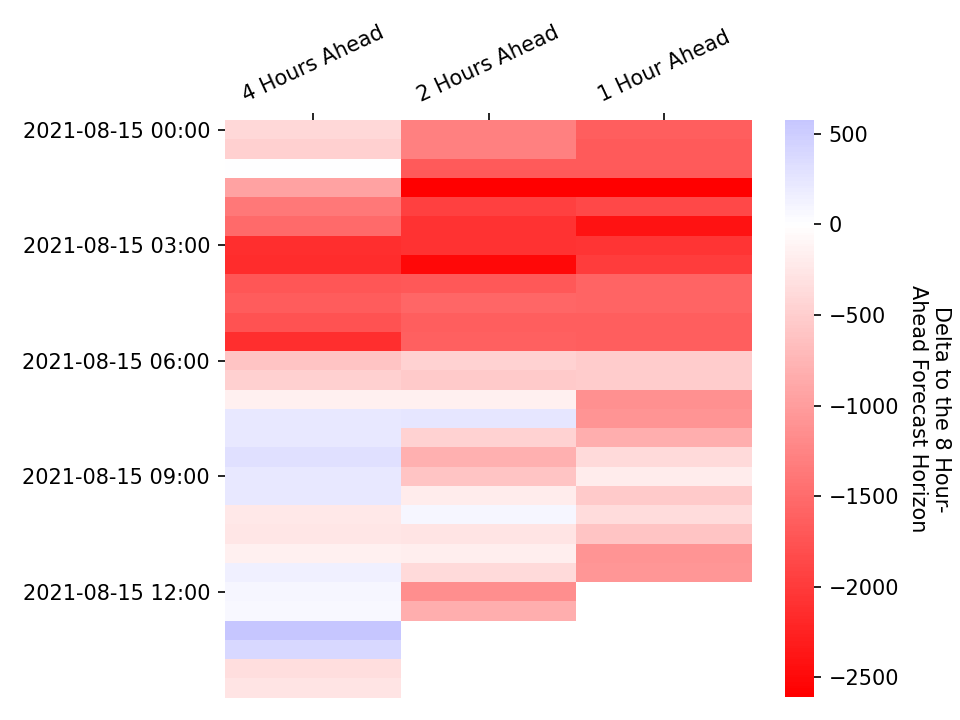 4 Hours Ahead
2 Hours Ahead
1 Hour Ahead
2021-08-15 00:00
2021-08-15 03:00
2021-08-15 06:00
2021-08-15 09:00
2021-08-15 12:00
500
0
−500
−1000
−1500
−2000
−2500
Delta to the 8 Hour-
Ahead Forecast Horizon